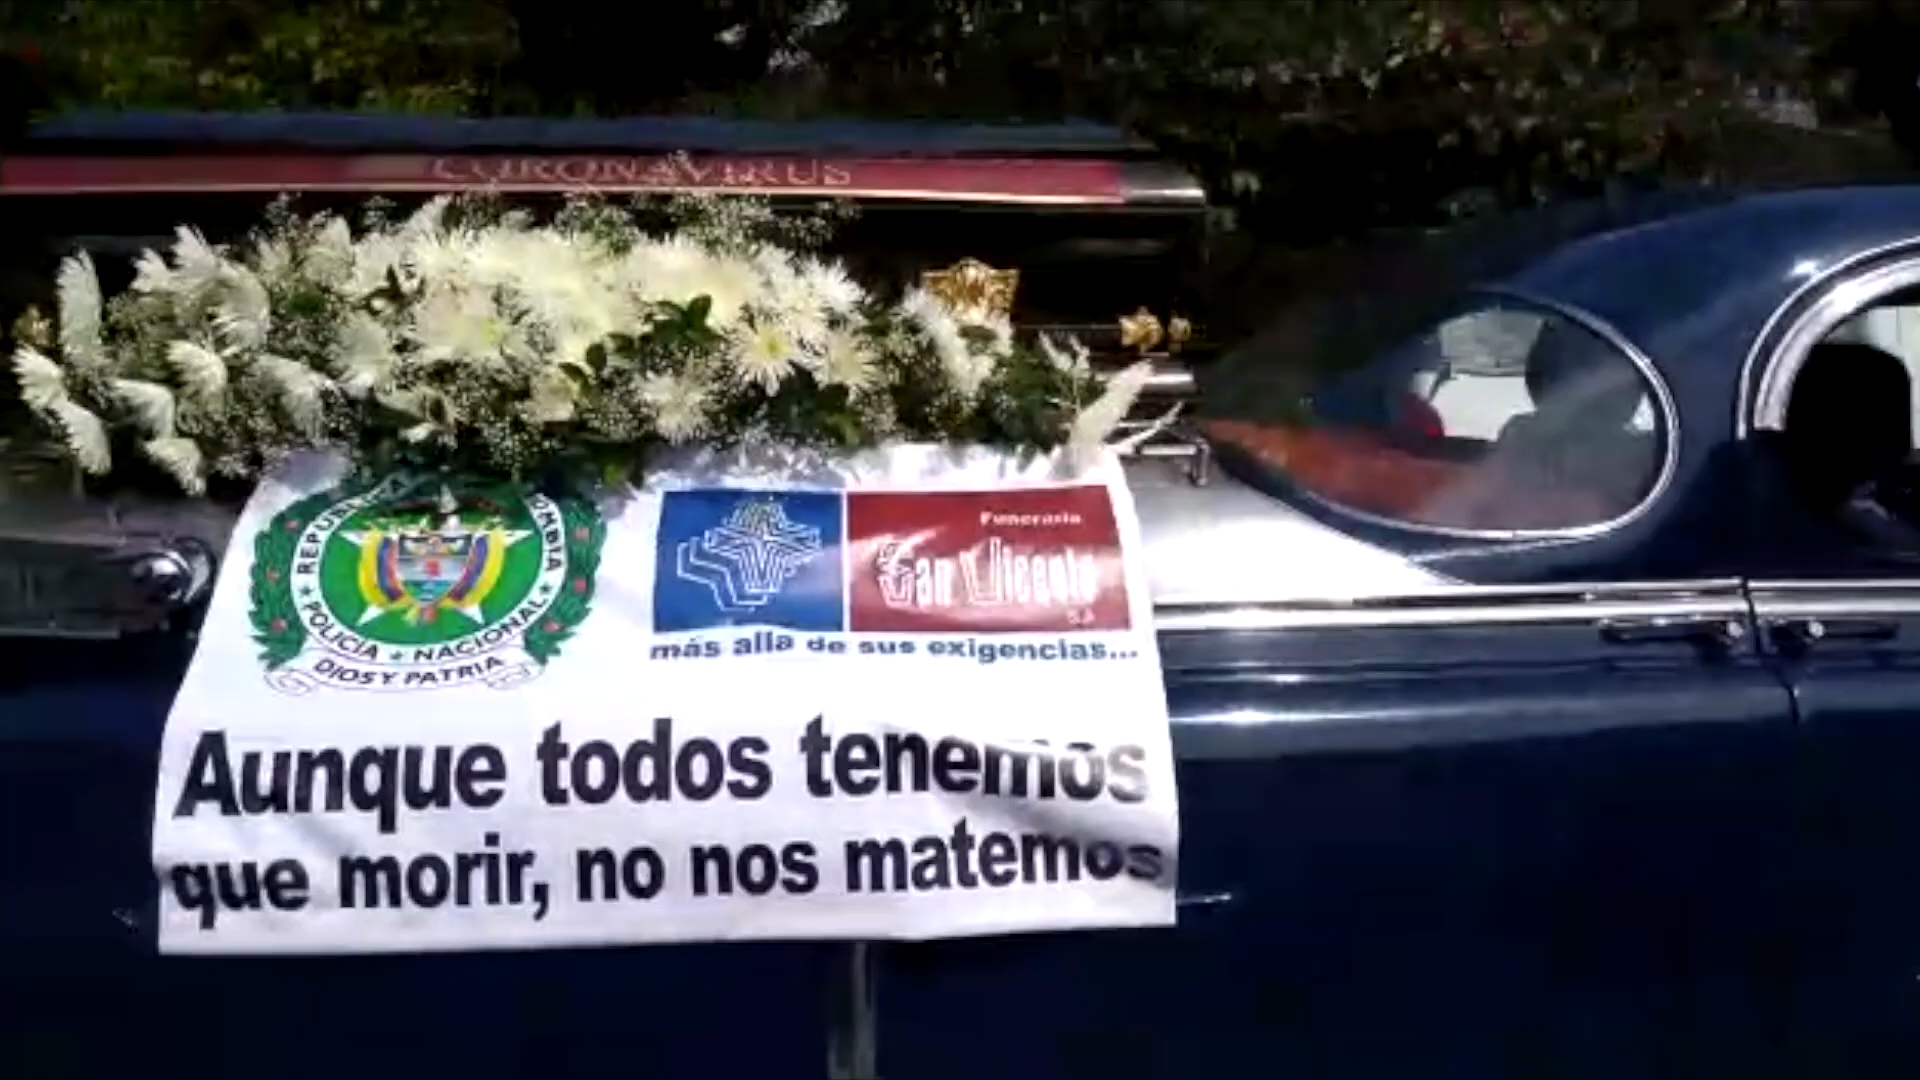 CORONAVIRUS
REPUBLICA COLOMBIA
POLICIA NACIONAL
DIOS Y PATRIA
Funeraria
San Vicente
S.A
más alla de sus exigencias...
Aunque todos tenemos
que morir, no nos matemos